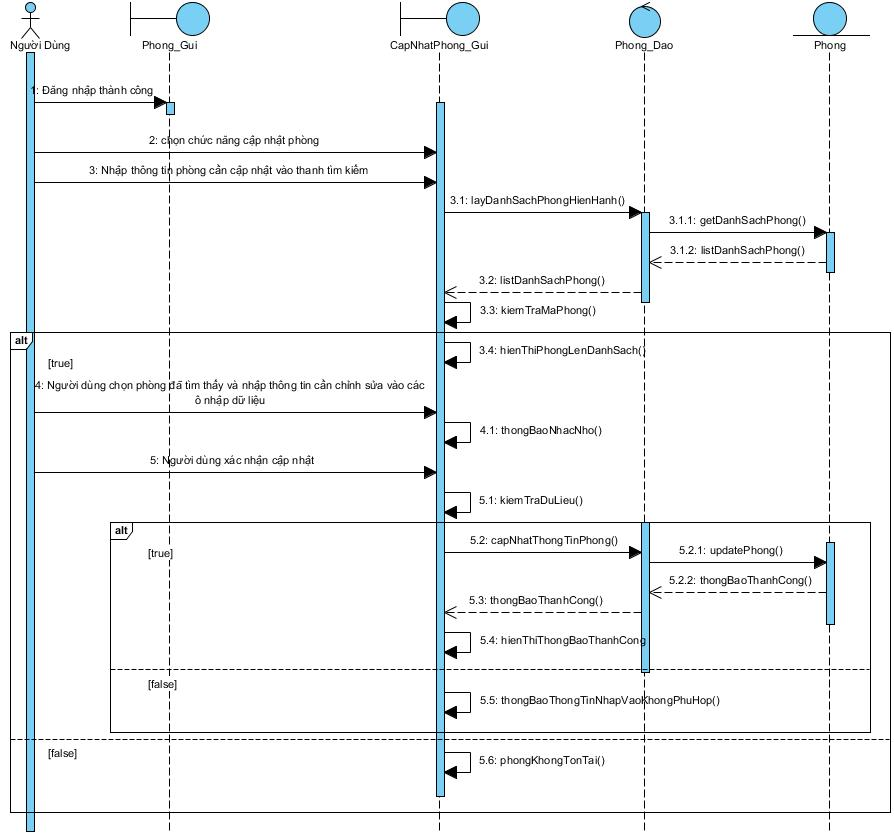 Người Dùng
Phong_Gui
CapNhatPhong_Gui
Phong_Dao
Phong
1: Đăng nhập thành công
2: chọn chức năng cập nhật phòng
3: Nhập thông tin phòng cần cập nhật vào thanh tìm kiếm
3.1: layDanhSachPhongHienHanh()
3.1.1: getDanhSachPhong()
3.1.2: listDanhSachPhong()
3.2: listDanhSachPhong()
3.3: kiemTraMaPhong()
alt
3.4: hienThiPhongLenDanhSach()
[true]
4: Người dùng chọn phòng đã tìm thấy và nhập thông tin cần chỉnh sửa vào các
ô nhập dữ liệu
4.1: thongBaoNhacNho()
5: Người dùng xác nhận cập nhật
5.1: kiemTraDuLieu()
alt
[true]
5.2: capNhatThongTinPhong()
5.2.1: updatePhong()
5.2.2: thongBaoThanhCong()
5.3: thongBaoThanhCong()
5.4: hienThiThongBaoThanhCong
[false]
5.5: thongBaoThongTinNhapVaoKhongPhuHop()
[false]
5.6: phongKhongTonTai()